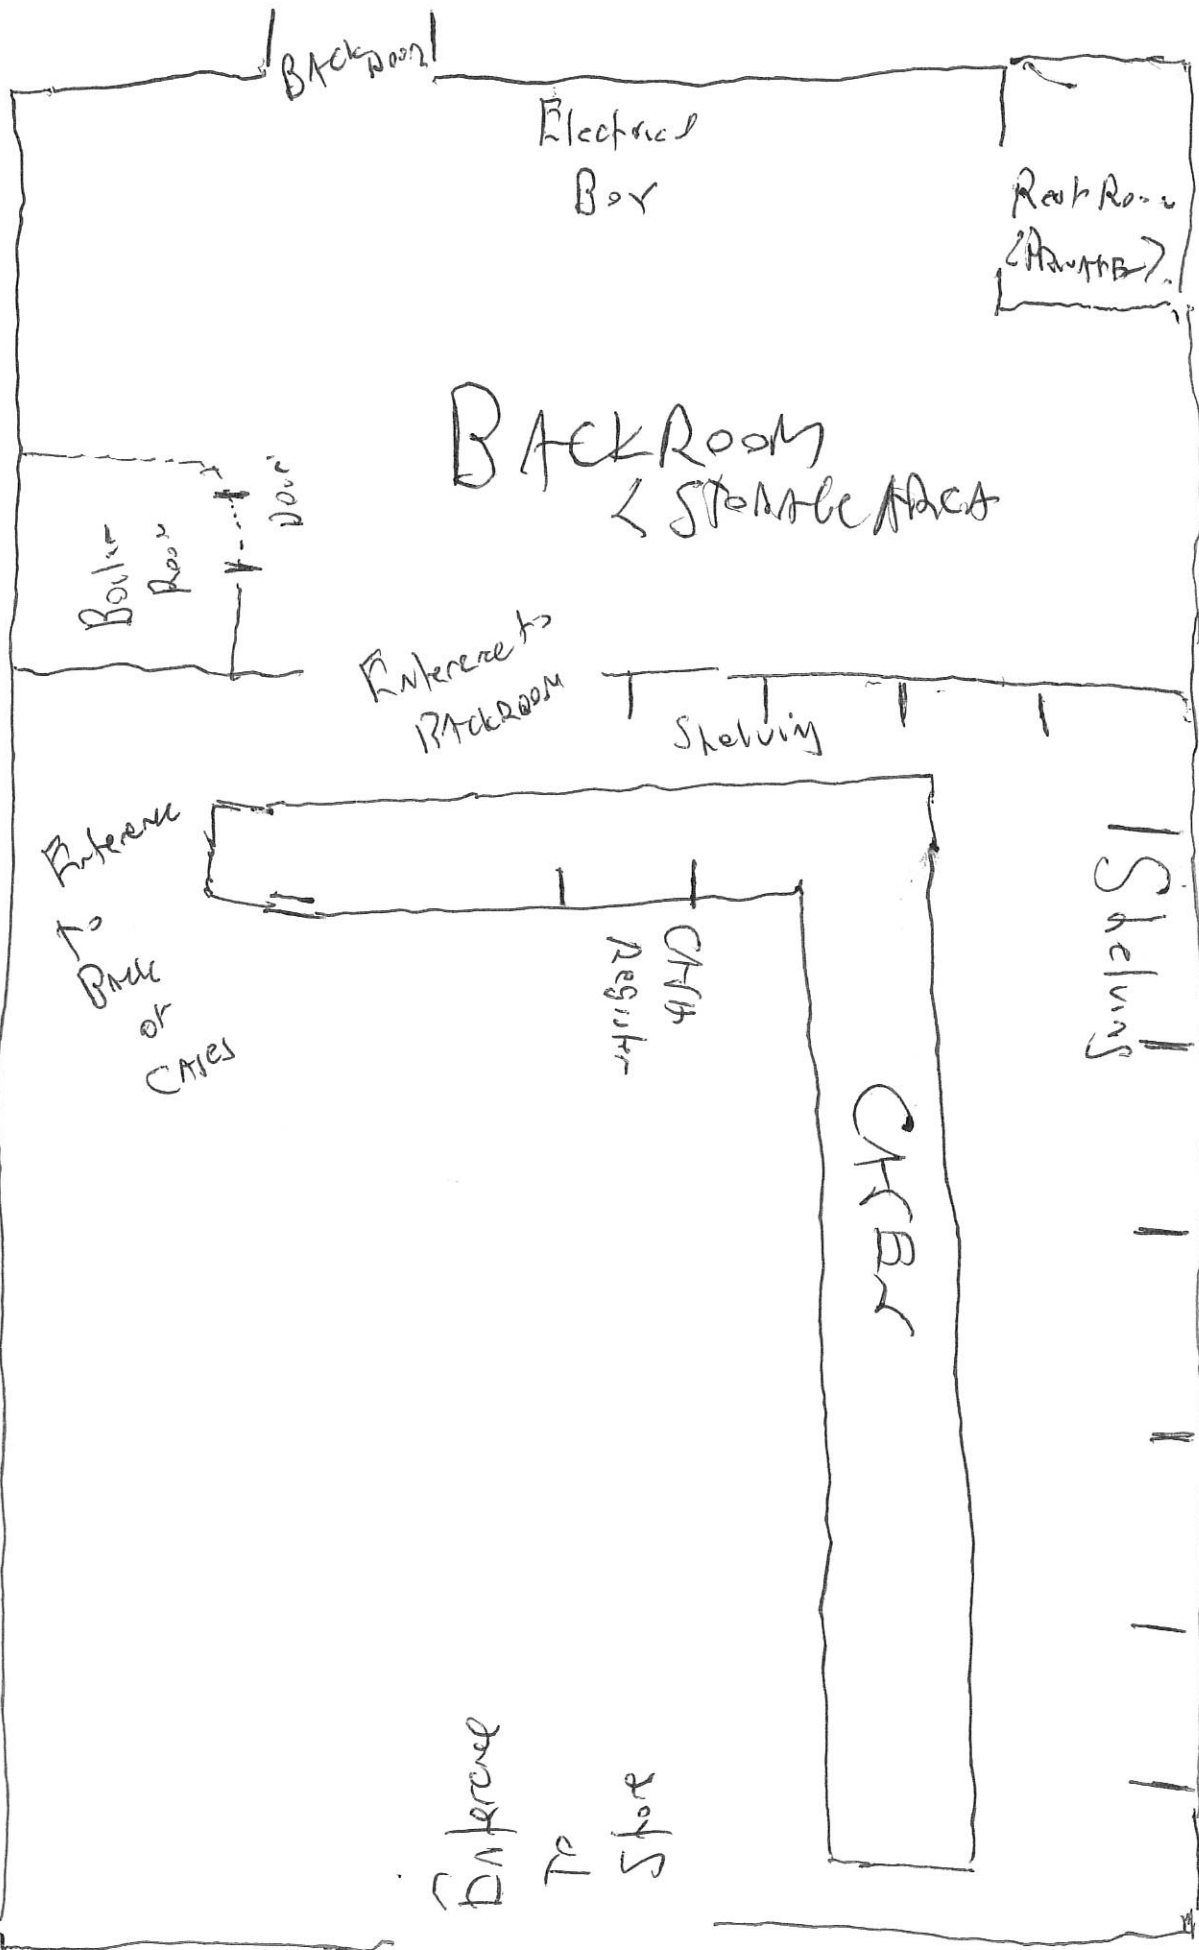 BACKDOOR
Electrical
Box
Rest Room
<PRIVATE>
BACKROOM
< STORAGE AREA
Door
Boiler
Room
Enterence to
BACKROOM
Shelving
Enterence
to
Back
of
CASES
CASH
Register
Shelving
CASES
Enterence
To
Store